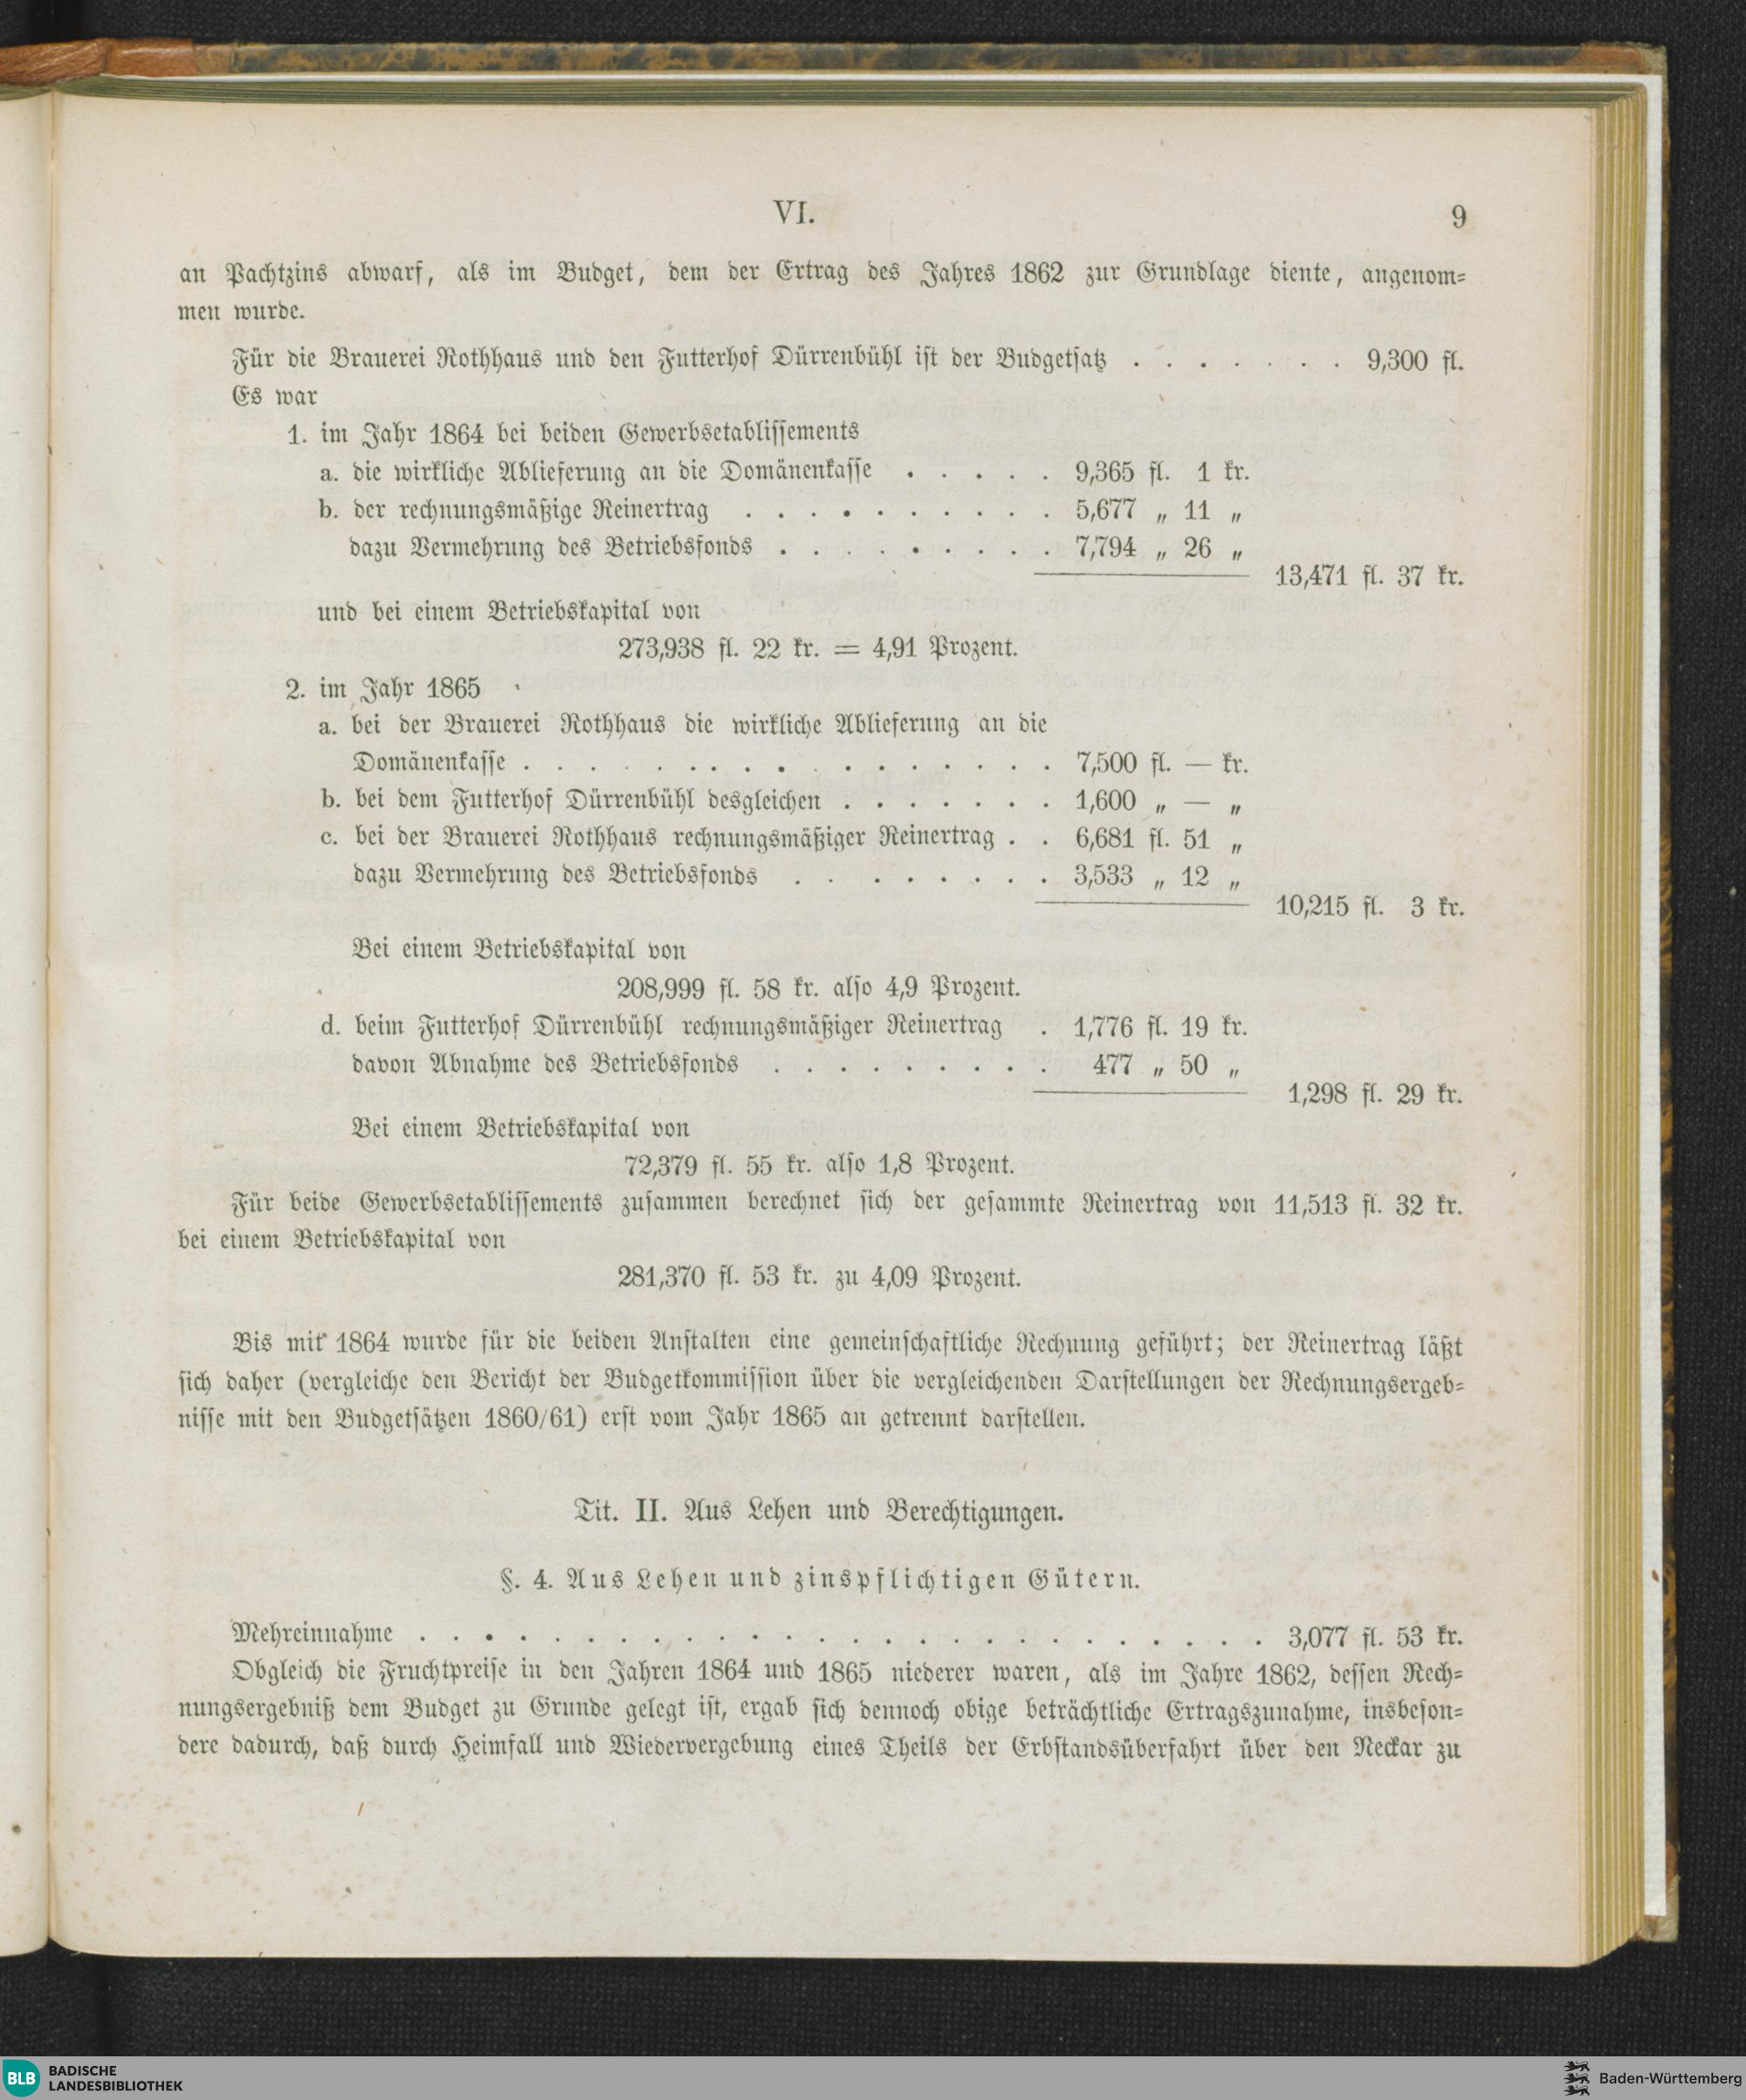 VI.
9
an Pachtzins abwarf, als im Budget, dem der Ertrag des Jahres 1862 zur Grundlage diente, angenom-
men wurde.
Für die Brauerei Rothhaus und den Futterhof Dürrenbühl ist der Budgetsatz . . . . . . . 9,300 fl.
Es war
1. im Jahr 1864 bei beiden Gewerbsetablissements
a. die wirkliche Ablieferung an die Domänenkasse . . . . . 9,365 fl. 1 kr.
b. der rechnungsmäßige Reinertrag . . . . . . . . . . 5,677 „ 11 „
dazu Vermehrung des Betriebsfonds . . . . . . . . . 7,794 „ 26 „
13,471 fl. 37 kr.
und bei einem Betriebskapital von
273,938 fl. 22 kr. = 4,91 Prozent.
2. im Jahr 1865
a. bei der Brauerei Rothhaus die wirkliche Ablieferung an die
Domänenkasse . . . . . . . . . . . . . . . . . 7,500 fl. — kr.
b. bei dem Futterhof Dürrenbühl desgleichen . . . . . . . 1,600 „ — „
c. bei der Brauerei Rothhaus rechnungsmäßiger Reinertrag . . 6,681 fl. 51 „
dazu Vermehrung des Betriebsfonds . . . . . . . . 3,533 „ 12 „
10,215 fl. 3 kr.
Bei einem Betriebskapital von
208,999 fl. 58 kr. also 4,9 Prozent.
d. beim Futterhof Dürrenbühl rechnungsmäßiger Reinertrag . 1,776 fl. 19 kr.
davon Abnahme des Betriebsfonds . . . . . . . . . 477 „ 50 „
1,298 fl. 29 kr.
Bei einem Betriebskapital von
72,379 fl. 55 kr. also 1,8 Prozent.
Für beide Gewerbsetablissements zusammen berechnet sich der gesammte Reinertrag von 11,513 fl. 32 kr.
bei einem Betriebskapital von
281,370 fl. 53 kr. zu 4,09 Prozent.
Bis mit 1864 wurde für die beiden Anstalten eine gemeinschaftliche Rechnung geführt; der Reinertrag läßt
sich daher (vergleiche den Bericht der Budgetkommission über die vergleichenden Darstellungen der Rechnungsergeb-
nisse mit den Budgetsätzen 1860/61) erst vom Jahr 1865 an getrennt darstellen.
Tit. II. Aus Lehen und Berechtigungen.
§. 4. Aus Lehen und zinspflichtigen Gütern.
Mehreinnahme . . . . . . . . . . . . . . . . . . . . . . . . . . 3,077 fl. 53 kr.
Obgleich die Fruchtpreise in den Jahren 1864 und 1865 niederer waren, als im Jahre 1862, dessen Rech-
nungsergebniß dem Budget zu Grunde gelegt ist, ergab sich dennoch obige beträchtliche Ertragszunahme, insbeson-
dere dadurch, daß durch Heimfall und Wiedervergebung eines Theils der Erbstandsüberfahrt über den Neckar zu
BLB
BADISCHE
LANDESBIBLIOTHEK
Baden-Württemberg